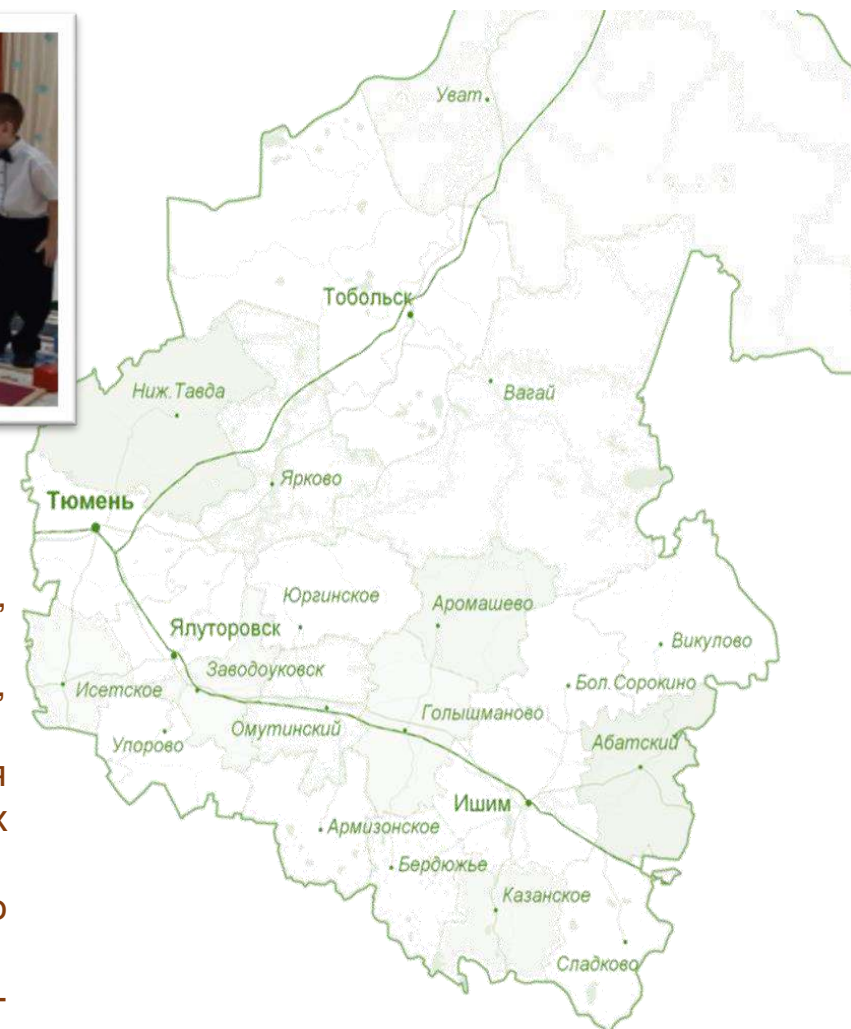 Уват
Тобольск
Ниж.Тавда
Вагай
Ярково
Тюмень
Юргинское
Аромашево
,
Ялуторовск
Викулово
Заводоуковск
Исетское
Бол.Сорокино
,
Голышманово
Омутинский
Упорово
Абатский
я
Ишим
х
Армизонское
Бердюжье
Казанское
о
Сладково
-